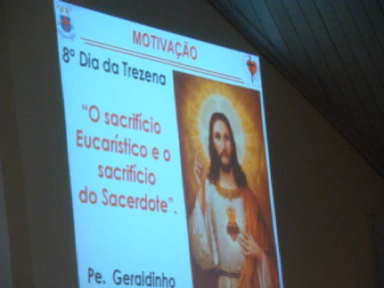 MOTIVAÇÃO
8º Dia da Trezena
“O sacrifício
Eucarístico e o
sacrifício
do Sacerdote”.
Pe. Geraldinho